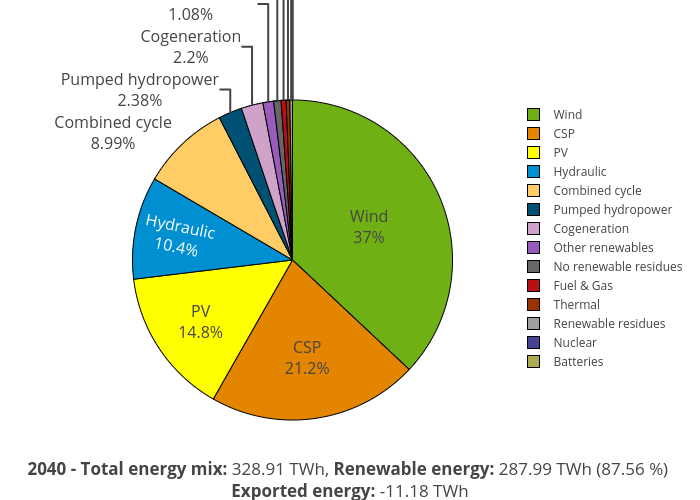 1.08%
Cogeneration
2.2%
Pumped hydropower
2.38%
Combined cycle
8.99%
Hydraulic
10.4%
PV
14.8%
CSP
21.2%
Wind
37%
Wind
CSP
PV
Hydraulic
Combined cycle
Pumped hydropower
Cogeneration
Other renewables
No renewable residues
Fuel & Gas
Thermal
Renewable residues
Nuclear
Batteries
2040 - Total energy mix: 328.91 TWh, Renewable energy: 287.99 TWh (87.56 %)
Exported energy: -11.18 TWh